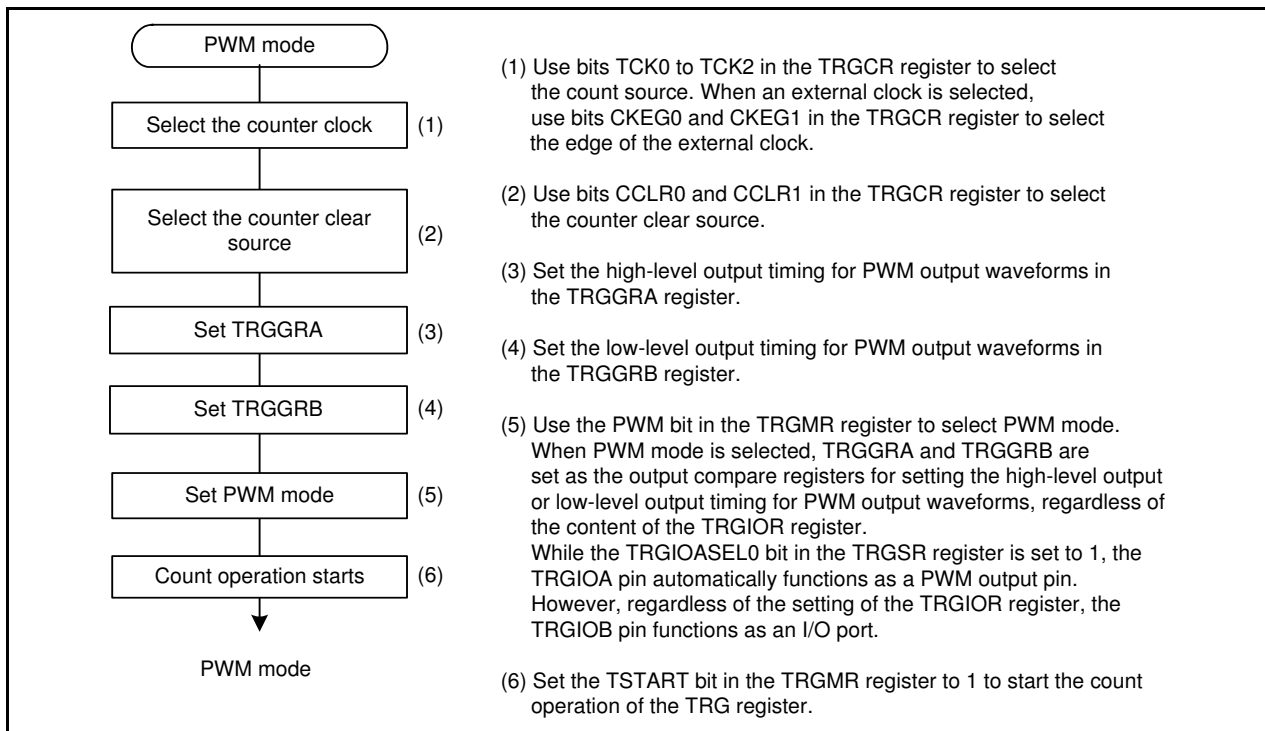 PWM mode
Select the counter clock
(1)
Select the counter clear
source
(2)
Set TRGGRA
(3)
Set TRGGRB
(4)
Set PWM mode
(5)
Count operation starts
(6)
PWM mode
(1) Use bits TCK0 to TCK2 in the TRGCR register to select
the count source. When an external clock is selected,
use bits CKEG0 and CKEG1 in the TRGCR register to select
the edge of the external clock.
(2) Use bits CCLR0 and CCLR1 in the TRGCR register to select
the counter clear source.
(3) Set the high-level output timing for PWM output waveforms in
the TRGGRA register.
(4) Set the low-level output timing for PWM output waveforms in
the TRGGRB register.
(5) Use the PWM bit in the TRGMR register to select PWM mode.
When PWM mode is selected, TRGGRA and TRGGRB are
set as the output compare registers for setting the high-level output
or low-level output timing for PWM output waveforms, regardless of
the content of the TRGIOR register.
While the TRGIOASEL0 bit in the TRGSR register is set to 1, the
TRGIOA pin automatically functions as a PWM output pin.
However, regardless of the setting of the TRGIOR register, the
TRGIOB pin functions as an I/O port.
(6) Set the TSTART bit in the TRGMR register to 1 to start the count
operation of the TRG register.